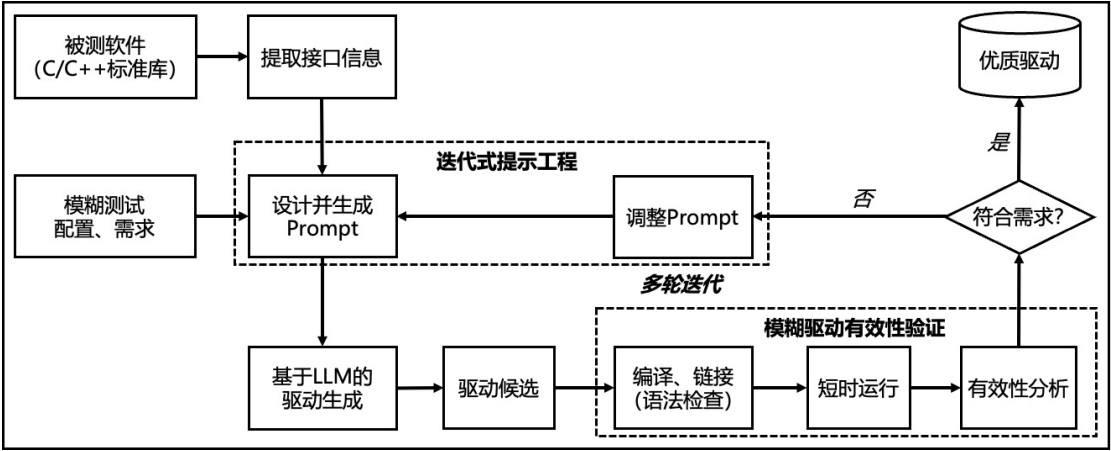 被测软件
（C/C++标准库）
提取接口信息
优质驱动
是
迭代式提示工程
模糊测试
配置、需求
设计并生成
Prompt
调整Prompt
否
符合需求?
多轮迭代
模糊驱动有效性验证
基于LLM的
驱动生成
驱动候选
编译、链接
（语法检查）
短时运行
有效性分析